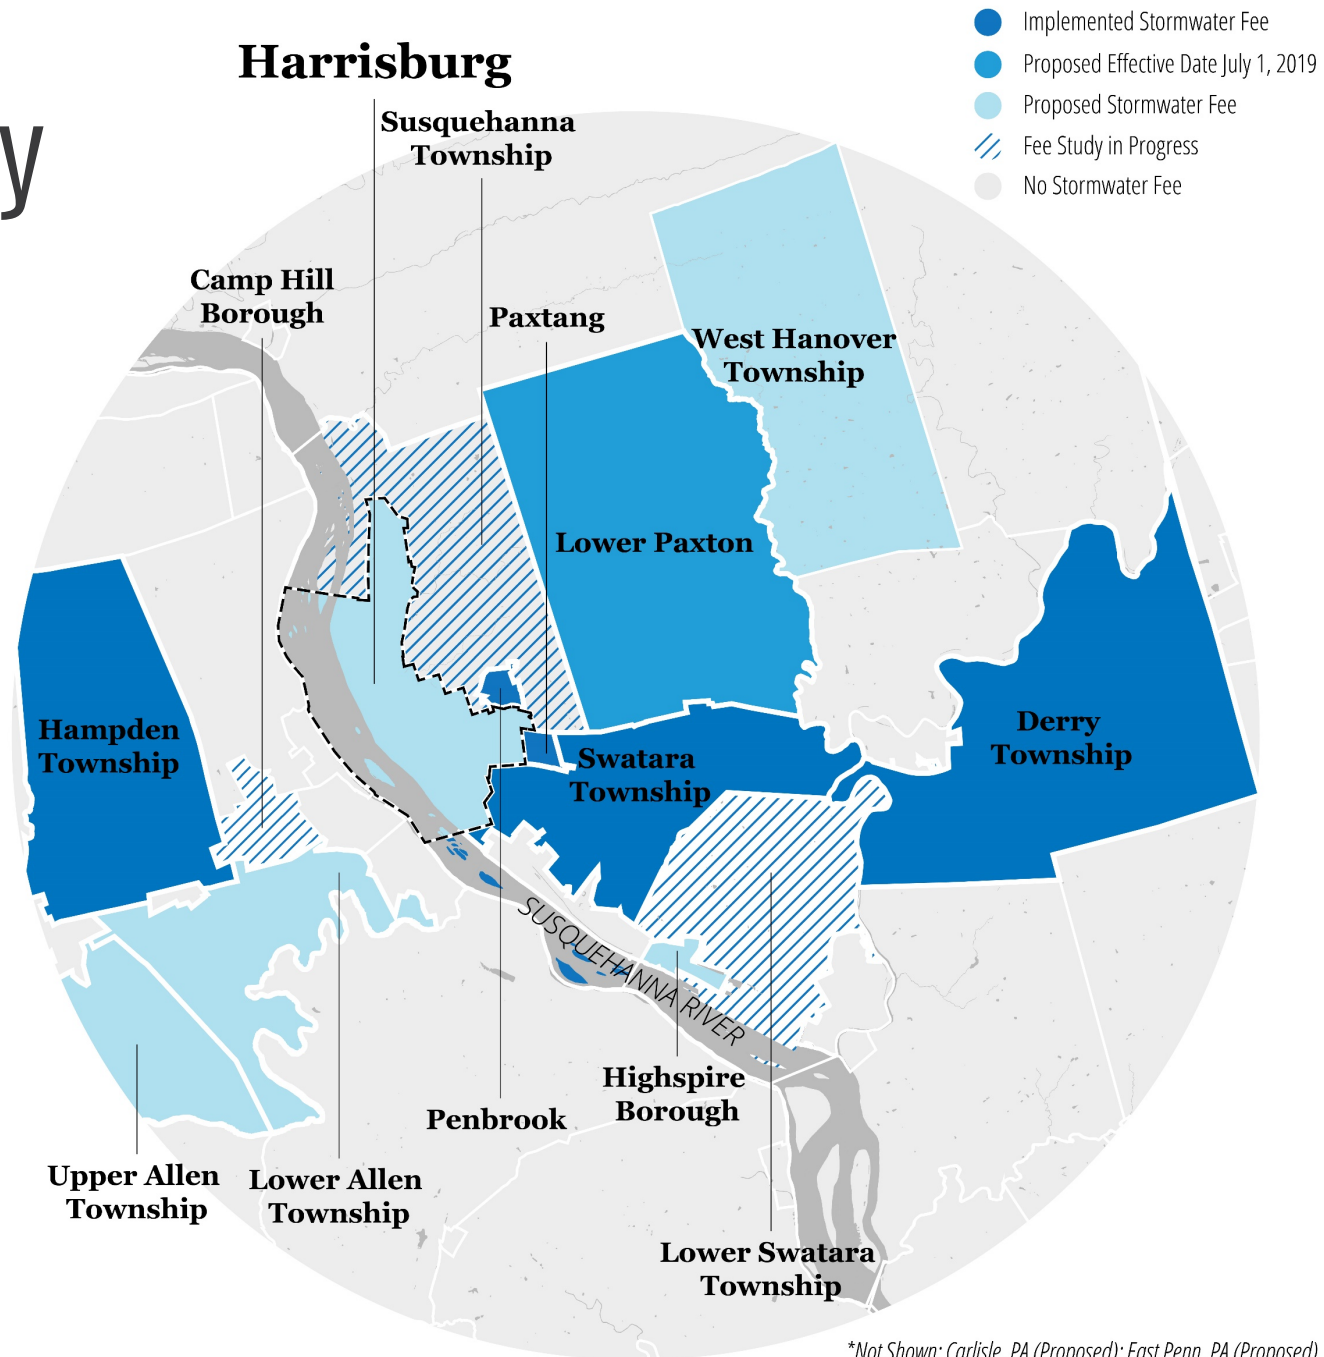 Implemented Stormwater Fee
Proposed Effective Date July 1, 2019
Proposed Stormwater Fee
Fee Study in Progress
No Stormwater Fee
y
Harrisburg
Susquehanna
Township
Camp Hill
Borough
Paxtang
West Hanover
Township
Lower Paxton
Hampden
Township
Swatara
Township
Derry
Township
SUSQUEHANNA RIVER
Highspire
Borough
Penbrook
Upper Allen
Township
Lower Allen
Township
Lower Swatara
Township
*Not Shown: Carlisle, PA (Proposed); East Penn, PA (Proposed)